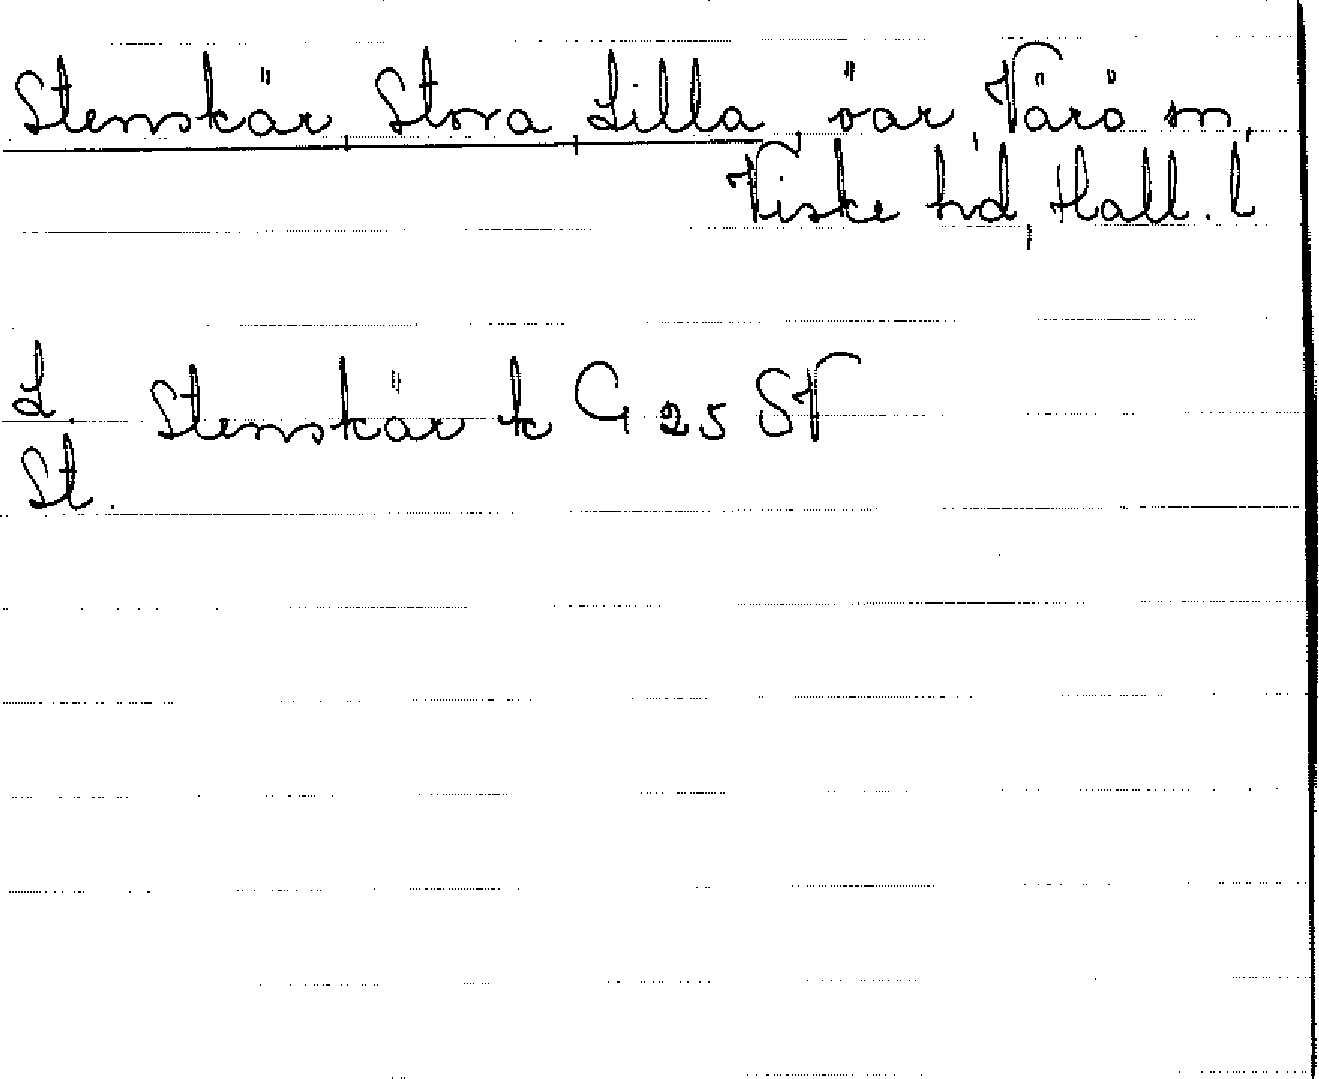 Stenskär, Stora, Lilla, öar, Värö sn,
Viske hd, Hall. l
L.
Stenskär k G 25 SV
St.